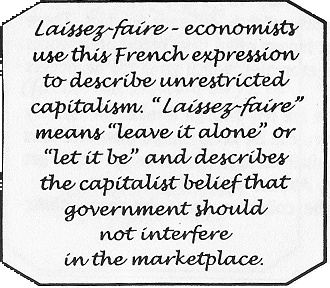 Laissez-faire - economists
use this French expression
to describe unrestricted
capitalism. “Laissez-faire”
means “leave it alone” or
“let it be” and describes
the capitalist belief that
government should
not interfere
in the marketplace.